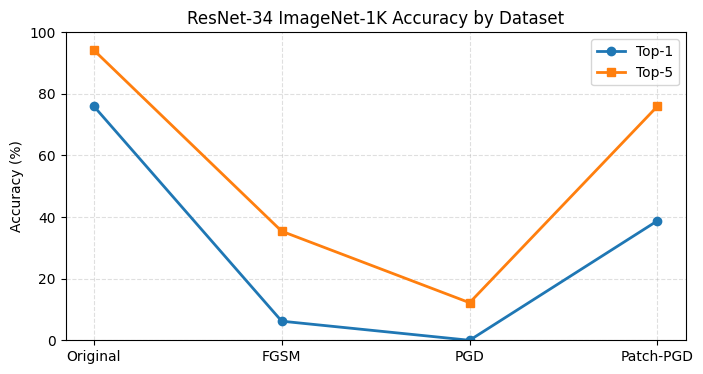 ResNet-34 ImageNet-1K Accuracy by Dataset
Accuracy (%)
100
80
60
40
20
0
Top-1
Top-5
Original
FGSM
PGD
Patch-PGD